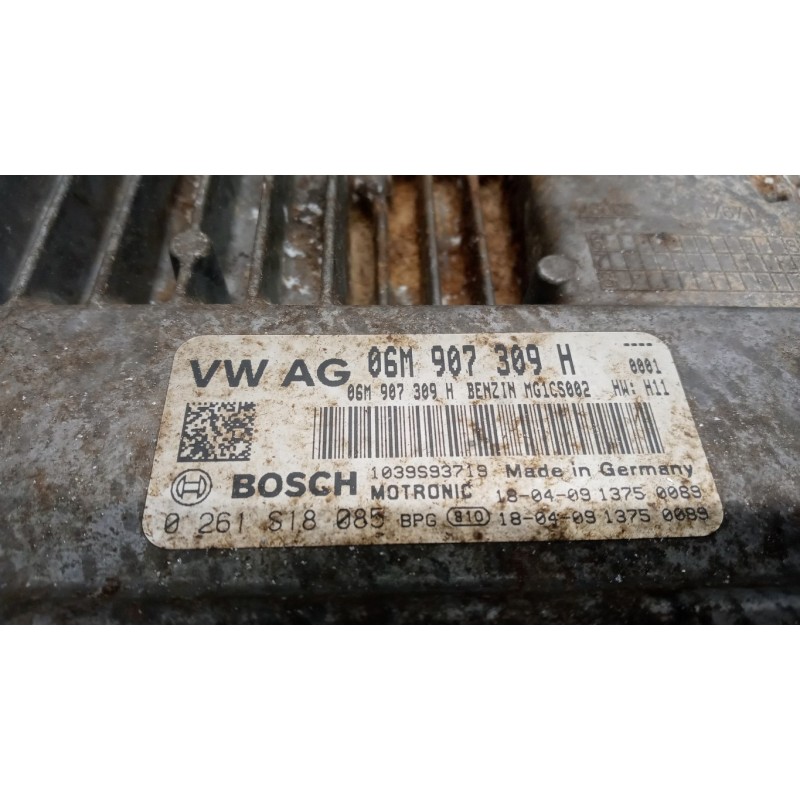 VW AG 06M 907 309 H ----
0001
06M 907 309 H BENZIN MG1CS002 HW: H11
BOSCH 1039S93719 Made in Germany
MOTRONIC 18-04-09 1375 0089
0 261 S18 085 BPG 810 18-04-09 1375 0089